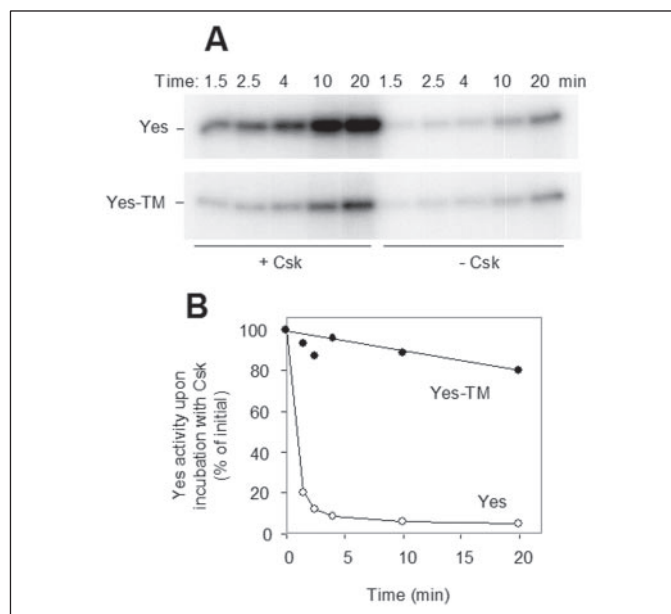 A
Time: 1.5 2.5 4 10 20 1.5 2.5 4 10 20 min
Yes
Yes-TM
+ Csk
- Csk
B
Yes activity upon
incubation with Csk
(% of initial)
100
80
60
40
20
0
Yes-TM
Yes
0 5 10 15 20
Time (min)